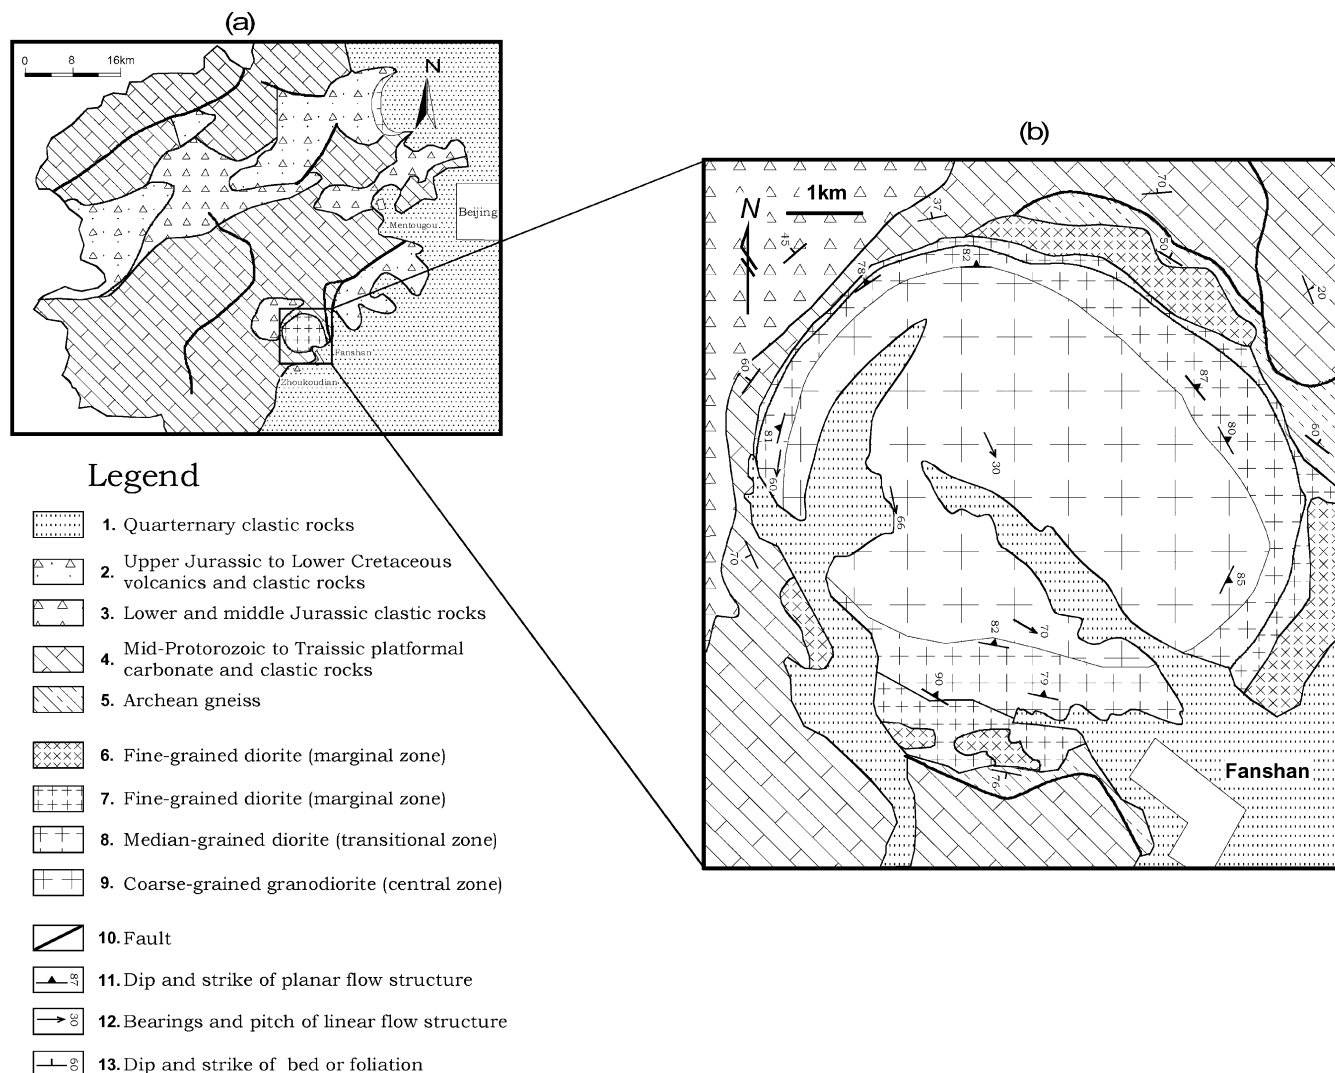 (a)
0 8 16km
N
Beijing
Mentougou
Fanshan
Zhoukoudian
(b)
1km
N
70
37
45
50
82
78
20
60
87
81
80
60
30
60
66
70
85
82
70
90
79
76
Fanshan
Legend
1. Quarternary clastic rocks
2. Upper Jurassic to Lower Cretaceous
volcanics and clastic rocks
3. Lower and middle Jurassic clastic rocks
4. Mid-Protorozoic to Traissic platformal
carbonate and clastic rocks
5. Archean gneiss
6. Fine-grained diorite (marginal zone)
7. Fine-grained diorite (marginal zone)
8. Median-grained diorite (transitional zone)
9. Coarse-grained granodiorite (central zone)
10. Fault
87 11. Dip and strike of planar flow structure
30 12. Bearings and pitch of linear flow structure
60 13. Dip and strike of bed or foliation